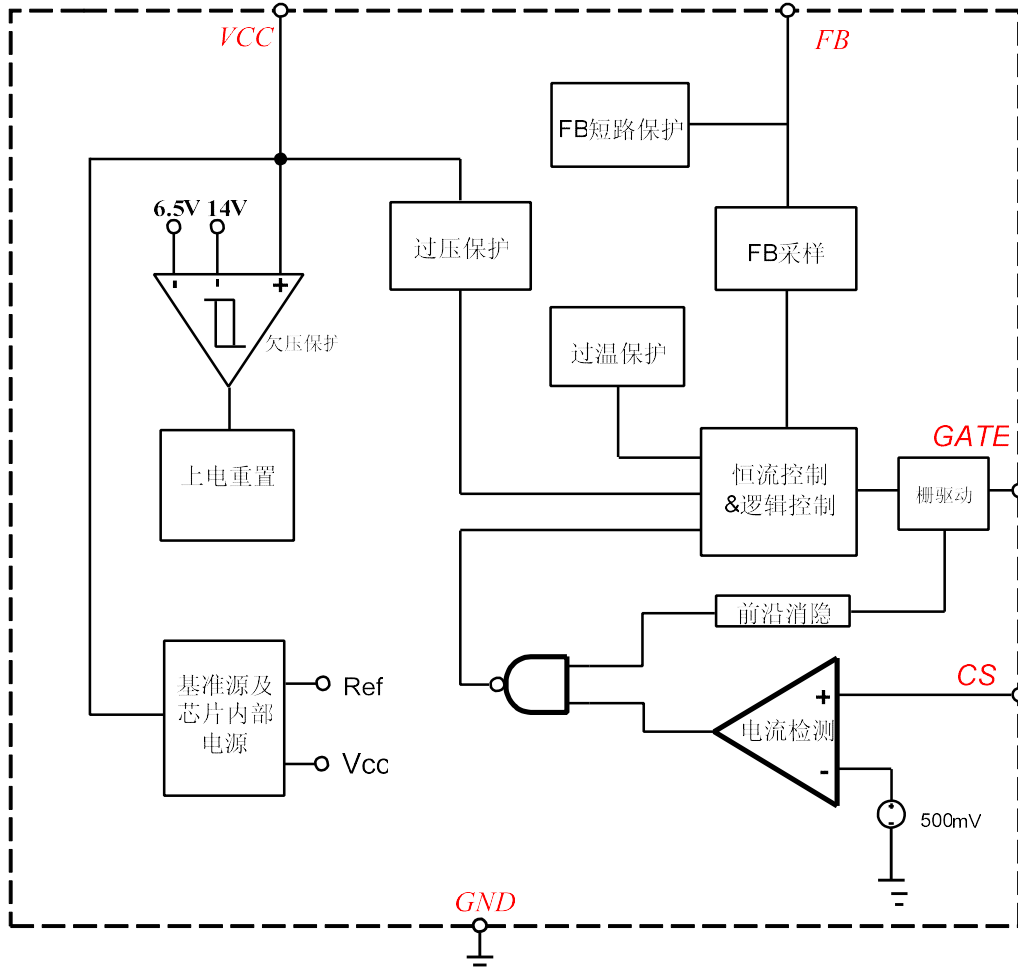 VCC
FB
FB短路保护
6.5V 14V
过压保护
FB采样
- - +
欠压保护
过温保护
上电重置
恒流控制
&逻辑控制
GATE
栅驱动
前沿消隐
基准源及
芯片内部
电源
Ref
Vcc
CS
+
电流检测
-
+
-
500mV
GND